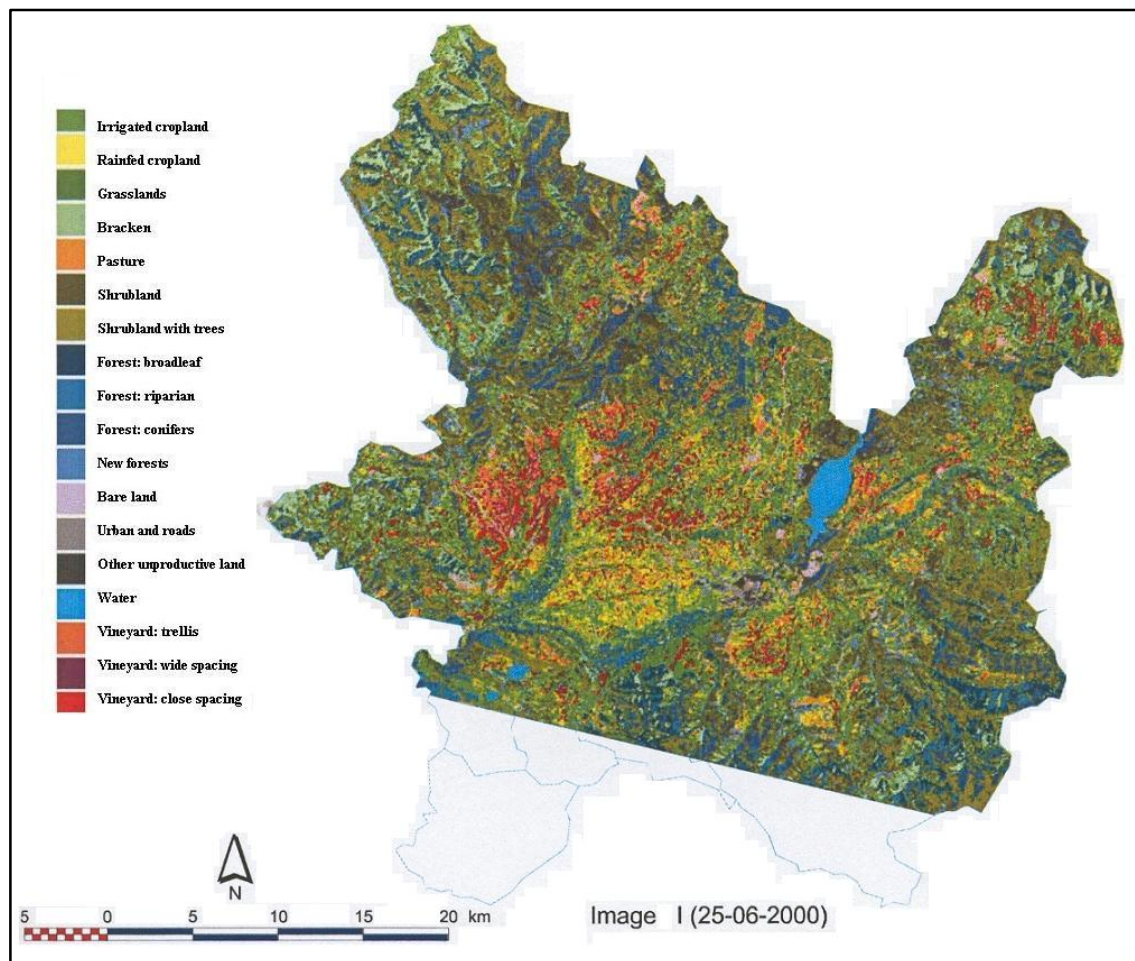 Irrigated cropland
Rainfed cropland
Grasslands
Bracken
Pasture
Shrubland
Shrubland with trees
Forest: broadleaf
Forest: riparian
Forest: conifers
New forests
Bare land
Urban and roads
Other unproductive land
Water
Vineyard: trellis
Vineyard: wide spacing
Vineyard: close spacing
N
5 0 5 10 15 20 km
Image I (25-06-2000)